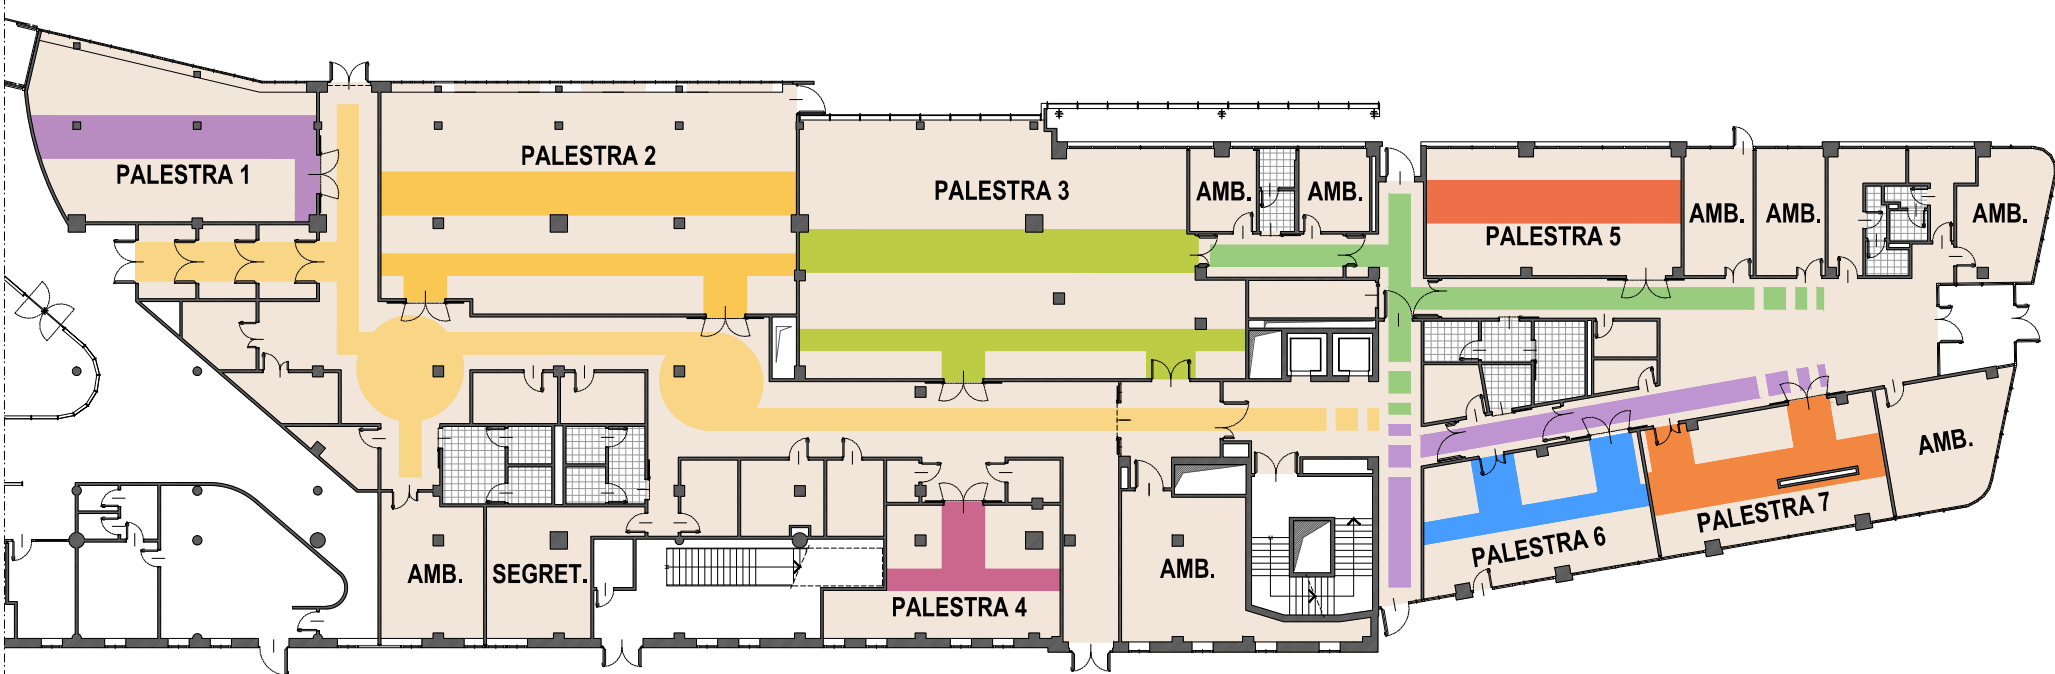 PALESTRA 1
PALESTRA 2
PALESTRA 3
AMB.
AMB.
PALESTRA 5
AMB.
AMB.
AMB.
AMB.
SEGRET.
PALESTRA 4
AMB.
PALESTRA 6
PALESTRA 7
AMB.